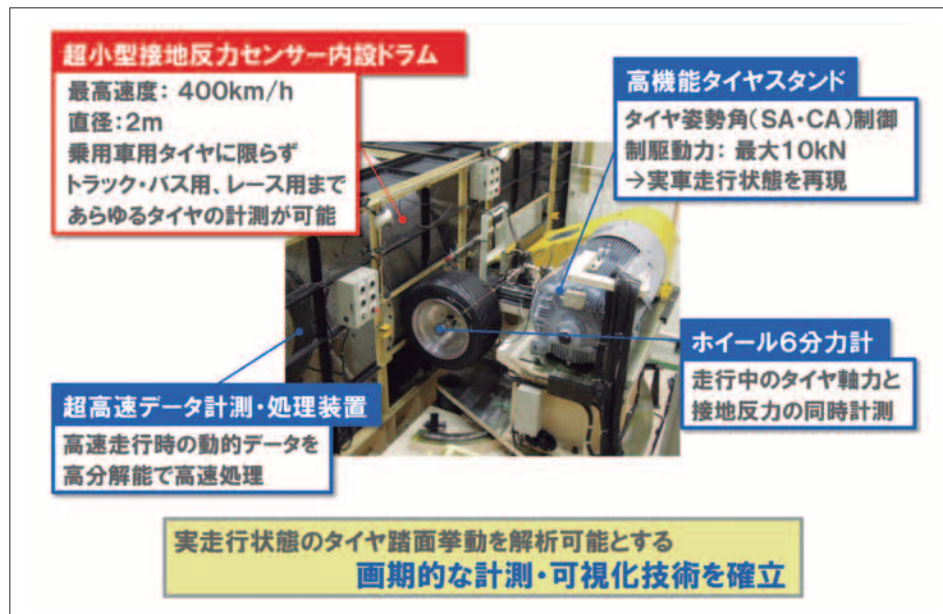 超小型接地反力センサー内設ドラム
最高速度: 400km/h
直径:2m
乗用車用タイヤに限らず
トラック・バス用、レース用まで
あらゆるタイヤの計測が可能
高機能タイヤスタンド
タイヤ姿勢角(SA・CA)制御
制駆動力: 最大10kN
→実車走行状態を再現
ホイール6分力計
走行中のタイヤ軸力と
接地反力の同時計測
超高速データ計測・処理装置
高速走行時の動的データを
高分解能で高速処理
実走行状態のタイヤ踏面挙動を解析可能とする
画期的な計測・可視化技術を確立